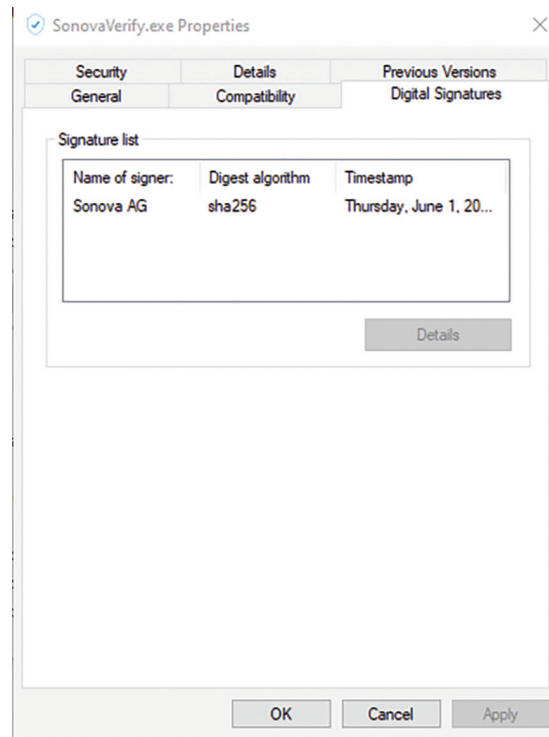 SonovaVerify.exe Properties
Security Details Previous Versions
General Compatibility Digital Signatures
Signature list
Name of signer: Digest algorithm Timestamp
Sonova AG sha256 Thursday, June 1, 20...
Details
OK Cancel Apply